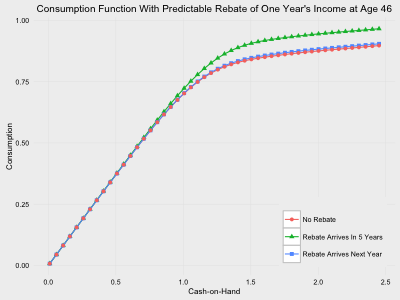 Consumption Function With Predictable Rebate of One Year's Income at Age 46
1.00
0.75
0.50
0.25
0.00
Consumption
No Rebate
Rebate Arrives In 5 Years
Rebate Arrives Next Year
0.0 0.5 1.0 1.5 2.0 2.5
Cash-on-Hand